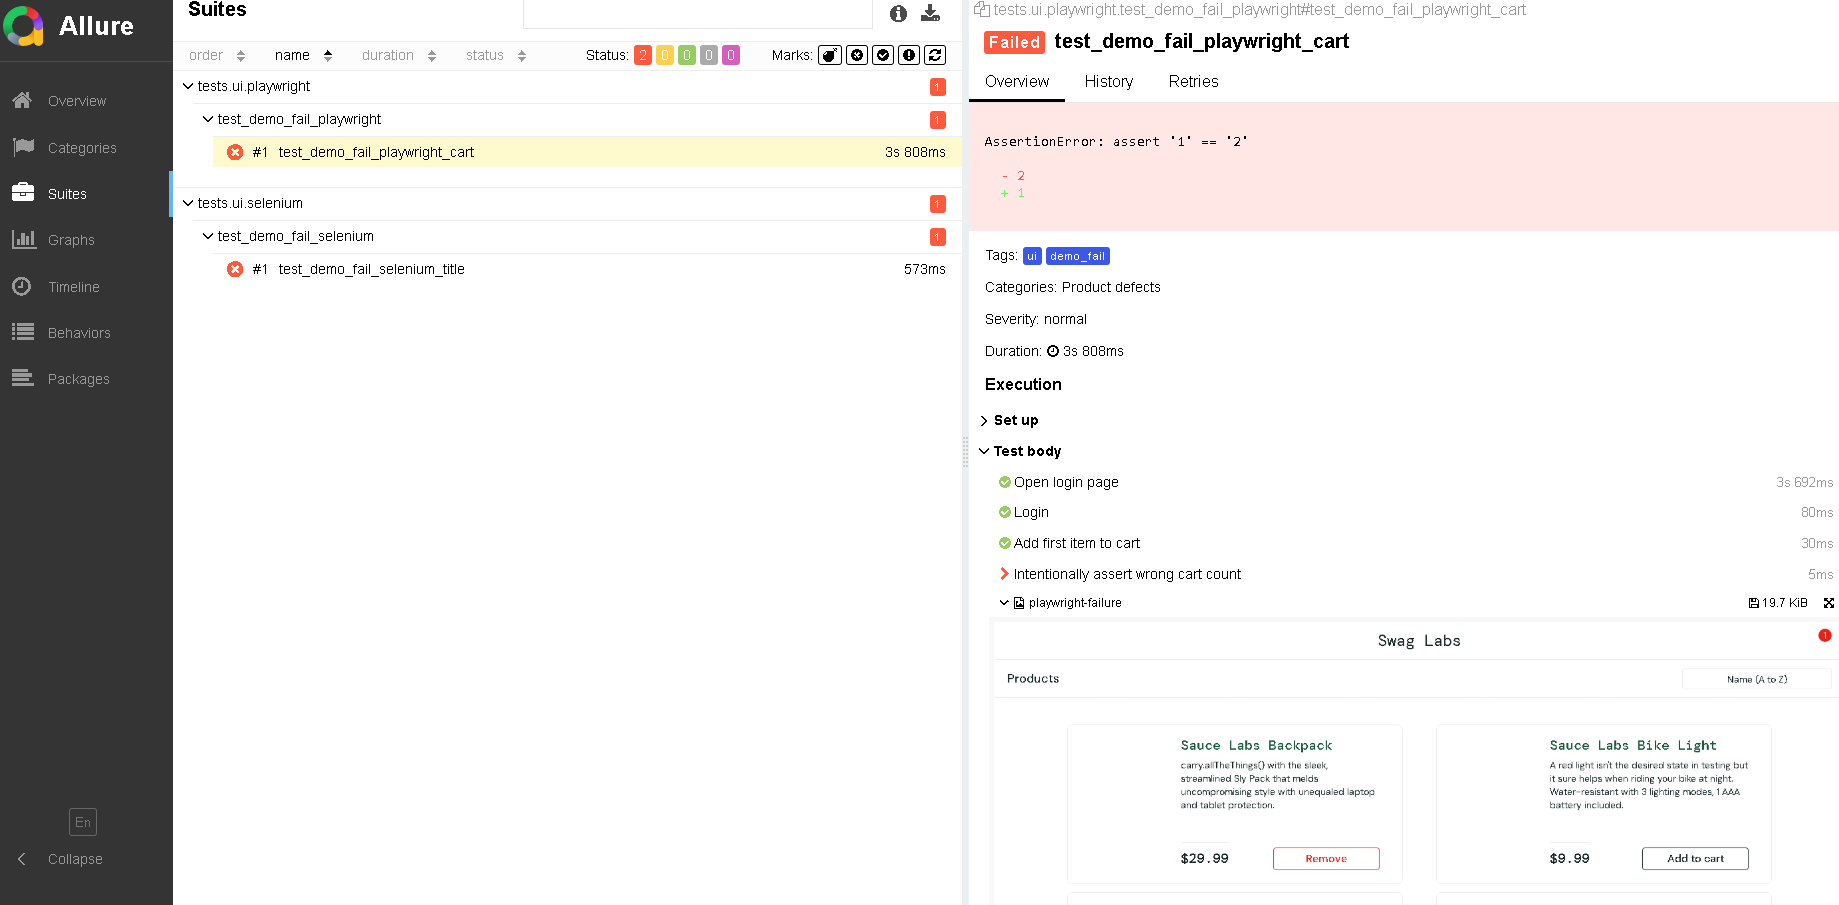 Allure
Overview
Categories
Suites
Graphs
Timeline
Behaviors
Packages
En
Collapse
Suites
order name duration status Status: 2 0 0 0 0 Marks:
tests.ui.playwright 1
test_demo_fail_playwright 1
#1 test_demo_fail_playwright_cart 3s 808ms
tests.ui.selenium 1
test_demo_fail_selenium 1
#1 test_demo_fail_selenium_title 573ms
tests.ui.playwright.test_demo_fail_playwright#test_demo_fail_playwright_cart
Failed test_demo_fail_playwright_cart
Overview History Retries
AssertionError: assert '1' == '2'
- 2
+ 1
Tags: ui demo_fail
Categories: Product defects
Severity: normal
Duration: 3s 808ms
Execution
Set up
Test body
Open login page 3s 692ms
Login 80ms
Add first item to cart 30ms
Intentionally assert wrong cart count 5ms
playwright-failure 19.7 KiB
Swag Labs 1
Products Name (A to Z)
Sauce Labs Backpack
carry.allTheThings() with the sleek,
streamlined Sly Pack that melds
uncompromising style with unequaled laptop
and tablet protection.
$29.99 Remove
Sauce Labs Bike Light
A red light isn't the desired state in testing but
it sure helps when riding your bike at night.
Water-resistant with 3 lighting modes, 1 AAA
battery included.
$9.99 Add to cart